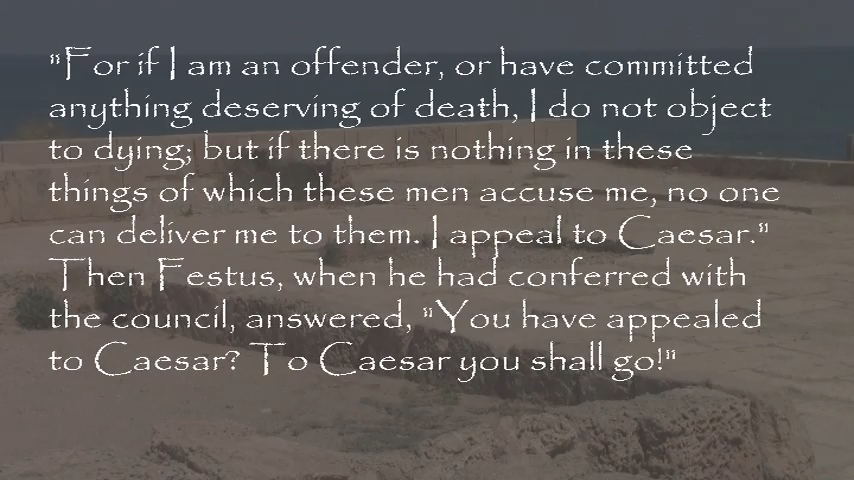 "For if I am an offender, or have committed
anything deserving of death, I do not object
to dying; but if there is nothing in these
things of which these men accuse me, no one
can deliver me to them. I appeal to Caesar."
Then Festus, when he had conferred with
the council, answered, "You have appealed
to Caesar? To Caesar you shall go!"